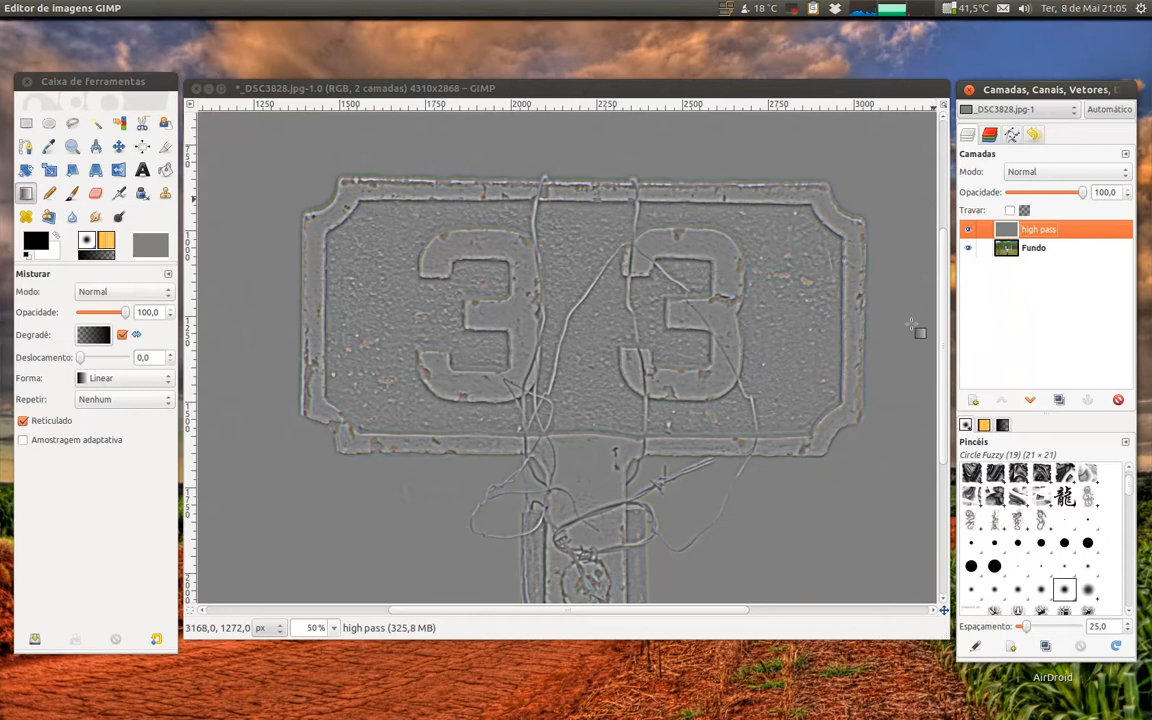 Editor de imagens GIMP
18 °C
41,5°C
Ter, 8 de Mai 21:05
Caixa de ferramentas
Misturar
Modo: Normal
Opacidade: 100,0
Degradê:
Deslocamento: 0,0
Forma: Linear
Repetir: Nenhum
Reticulado
Amostragem adaptativa
*_DSC3828.jpg-1.0 (RGB, 2 camadas) 4310x2868 – GIMP
1250 1500 1750 2000 2250 2500 2750 3000
33
3168,0, 1272,0 px 50% high pass (325,8 MB)
Camadas, Canais, Vetores,
_DSC3828.jpg-1 Automático
Camadas
Modo: Normal
Opacidade: 100,0
Travar:
high pass
Fundo
Pincéis
Circle Fuzzy (19) (21 × 21)
龍
Espaçamento: 25,0
AirDroid